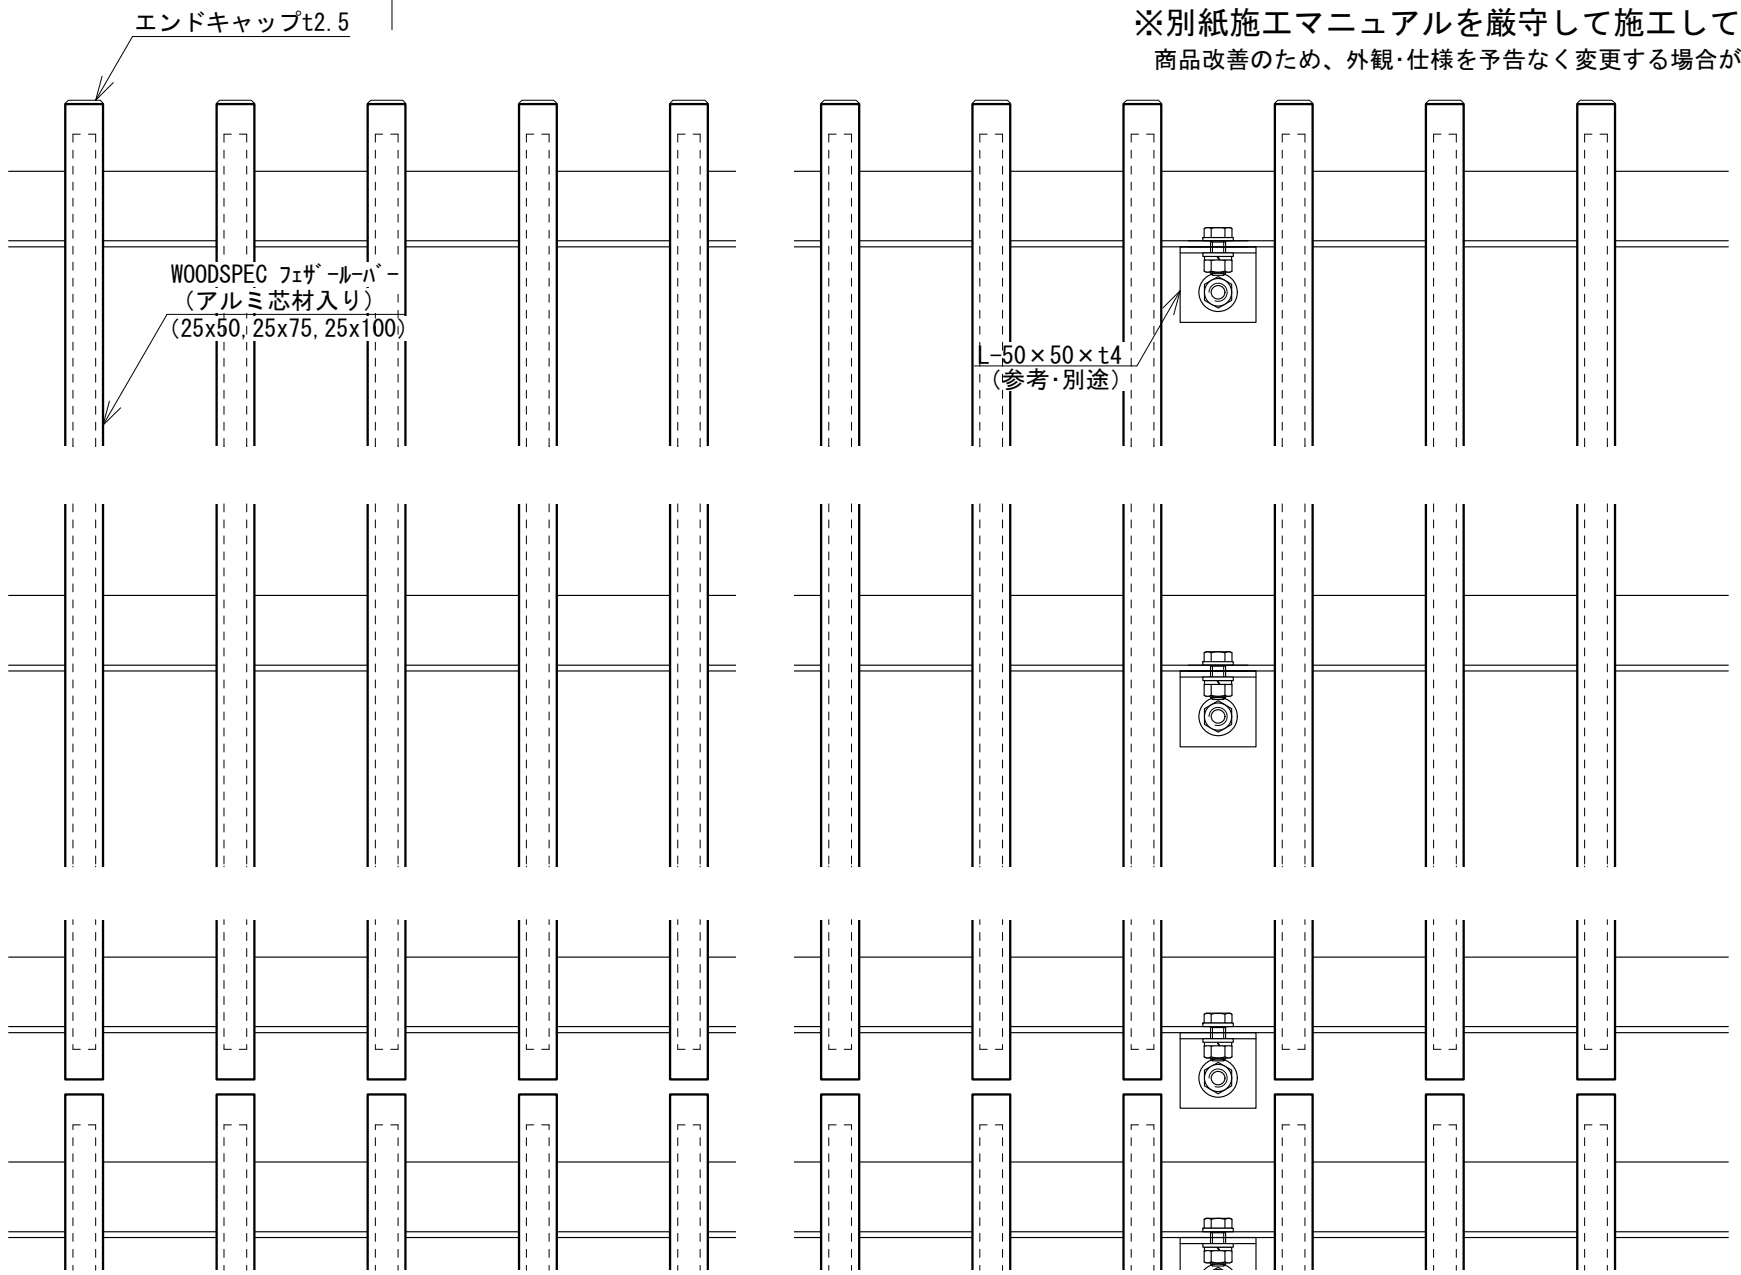 エンドキャップt2.5
※別紙施工マニュアルを厳守して施工して
商品改善のため、外観･仕様を予告なく変更する場合が
WOODSPEC ﾌｪｻﾞｰﾙｰﾊﾞｰ
(アルミ芯材入り)
(25x50,25x75,25x100)
L-50×50×t4
(参考･別途)